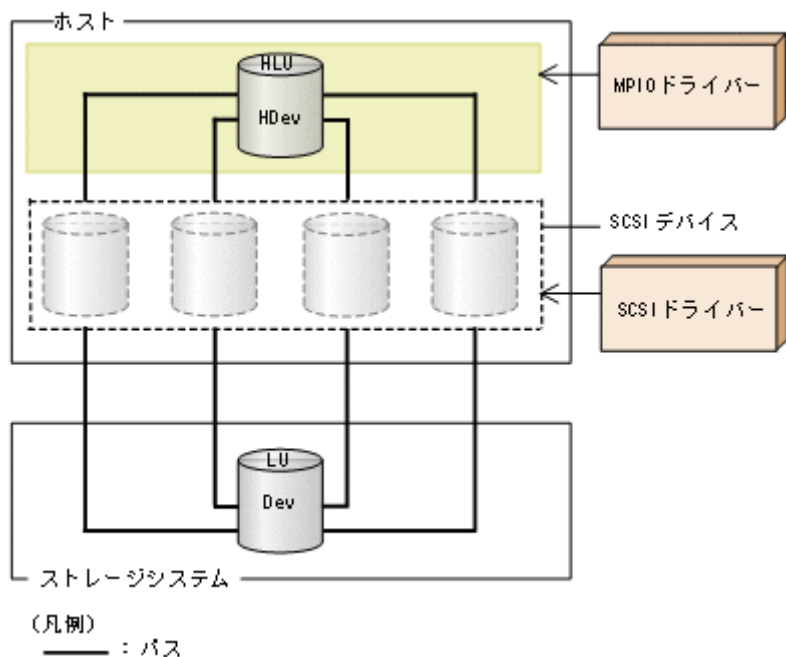 ホスト
HLU
HDev
MPIOドライバー
SCSIデバイス
SCSIドライバー
LU
Dev
ストレージシステム
(凡例)
：パス